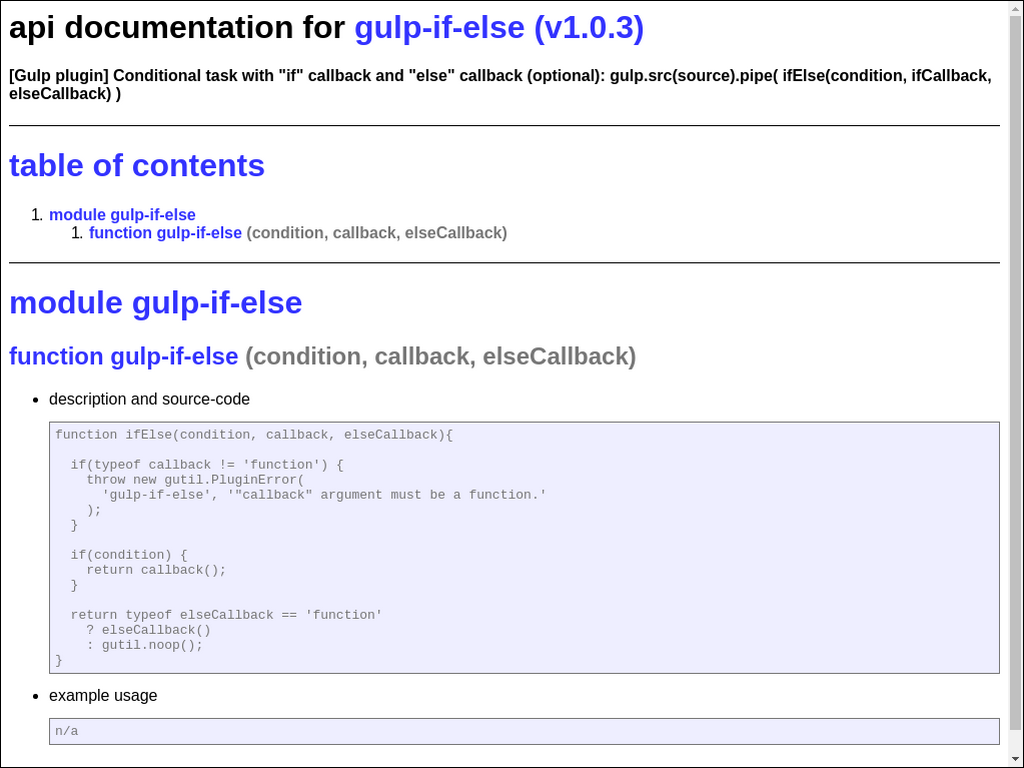 api documentation for gulp-if-else (v1.0.3)
[Gulp plugin] Conditional task with "if" callback and "else" callback (optional): gulp.src(source).pipe( ifElse(condition, ifCallback,
elseCallback) )
table of contents
1. module gulp-if-else
1. function gulp-if-else (condition, callback, elseCallback)
module gulp-if-else
function gulp-if-else (condition, callback, elseCallback)
• description and source-code
function ifElse(condition, callback, elseCallback){
  if(typeof callback != 'function') {
    throw new gutil.PluginError(
      'gulp-if-else', '"callback" argument must be a function.'
    );
  }
  if(condition) {
    return callback();
  }
  return typeof elseCallback == 'function'
    ? elseCallback()
    : gutil.noop();
}
• example usage
n/a